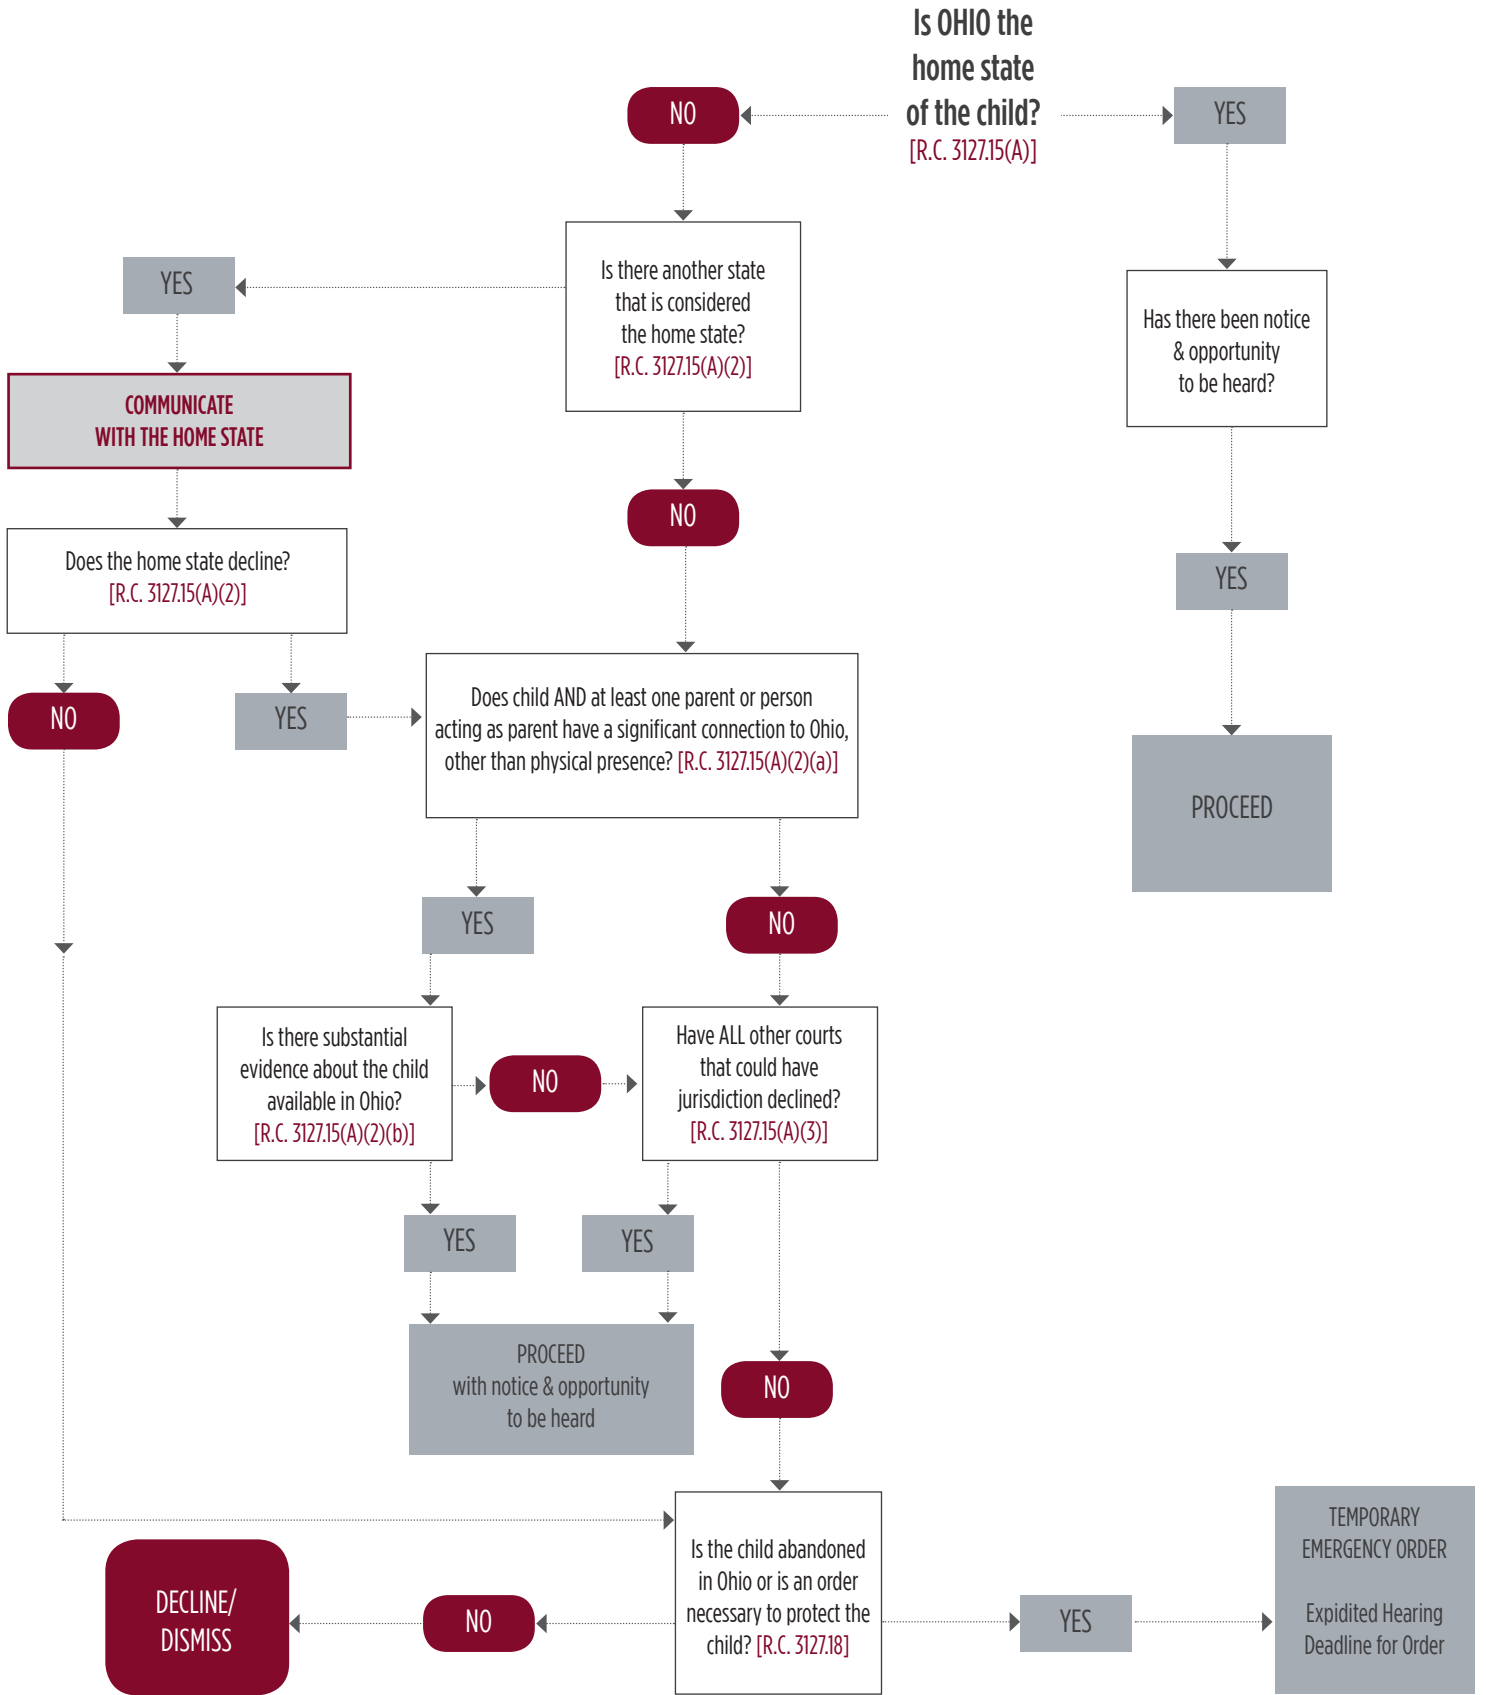 Is OHIO the
home state
of the child?
[R.C. 3127.15(A)]
NO
YES
Is there another state
that is considered
the home state?
[R.C. 3127.15(A)(2)]
YES
Has there been notice
& opportunity
to be heard?
COMMUNICATE
WITH THE HOME STATE
NO
Does the home state decline?
[R.C. 3127.15(A)(2)]
YES
NO
YES
Does child AND at least one parent or person
acting as parent have a significant connection to Ohio,
other than physical presence? [R.C. 3127.15(A)(2)(a)]
PROCEED
YES
NO
Is there substantial
evidence about the child
available in Ohio?
[R.C. 3127.15(A)(2)(b)]
NO
Have ALL other courts
that could have
jurisdiction declined?
[R.C. 3127.15(A)(3)]
YES
YES
PROCEED
with notice & opportunity
to be heard
NO
Is the child abandoned
in Ohio or is an order
necessary to protect the
child? [R.C. 3127.18]
NO
DECLINE/
DISMISS
YES
TEMPORARY
EMERGENCY ORDER
Expidited Hearing
Deadline for Order